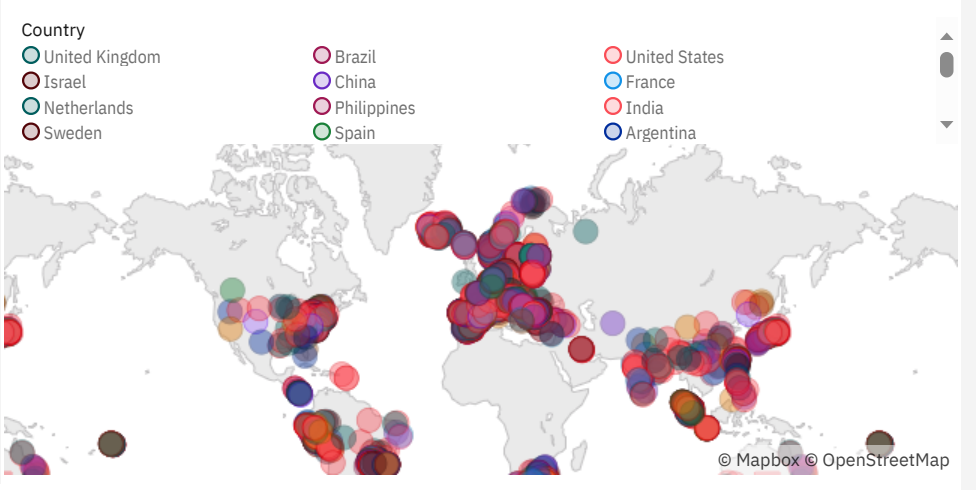 Country
United Kingdom Brazil United States
Israel China France
Netherlands Philippines India
Sweden Spain Argentina
© Mapbox © OpenStreetMap